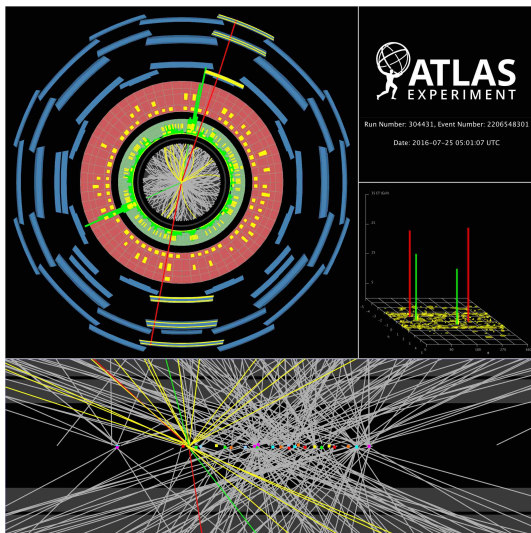 ATLAS
EXPERIMENT
Run Number: 304431, Event Number: 2206548301
Date: 2016-07-25 05:01:07 UTC